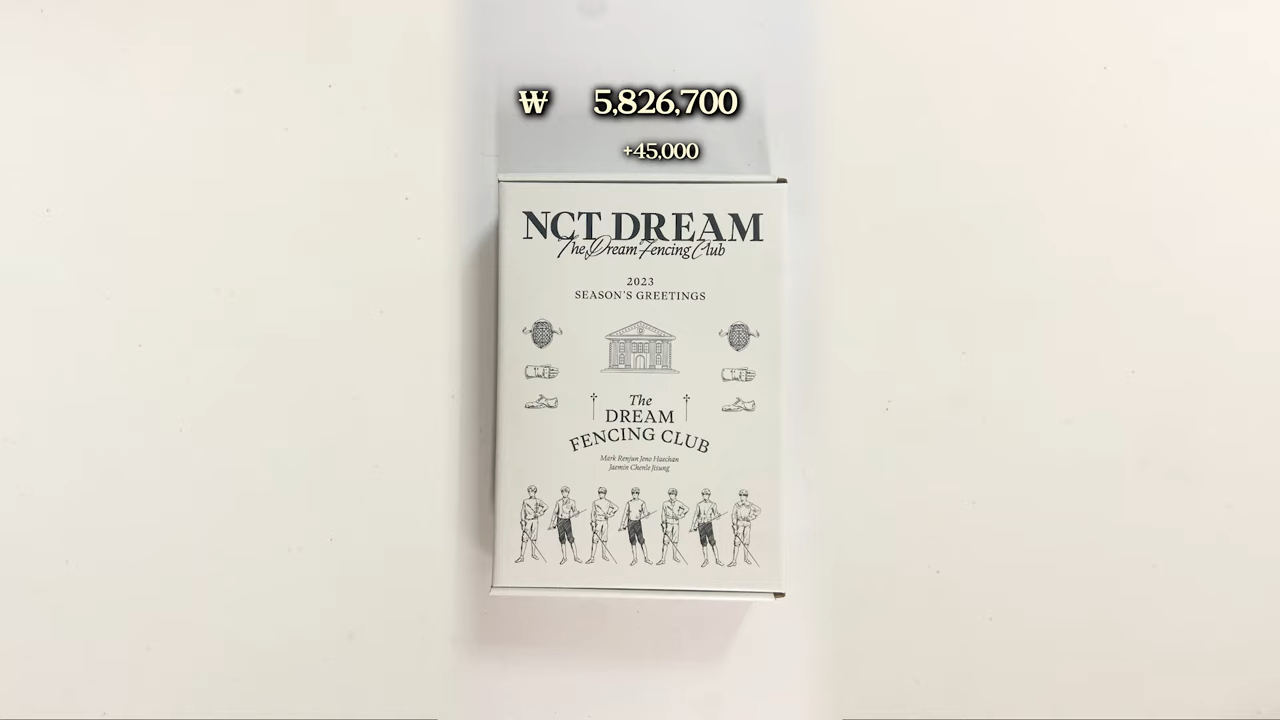 ₩ 5,826,700
+45,000
NCT DREAM
The Dream Fencing Club
2023
SEASON'S GREETINGS
The
DREAM
FENCING CLUB
Mark Renjun Jeno Haechan
Jaemin Chenle Jisung